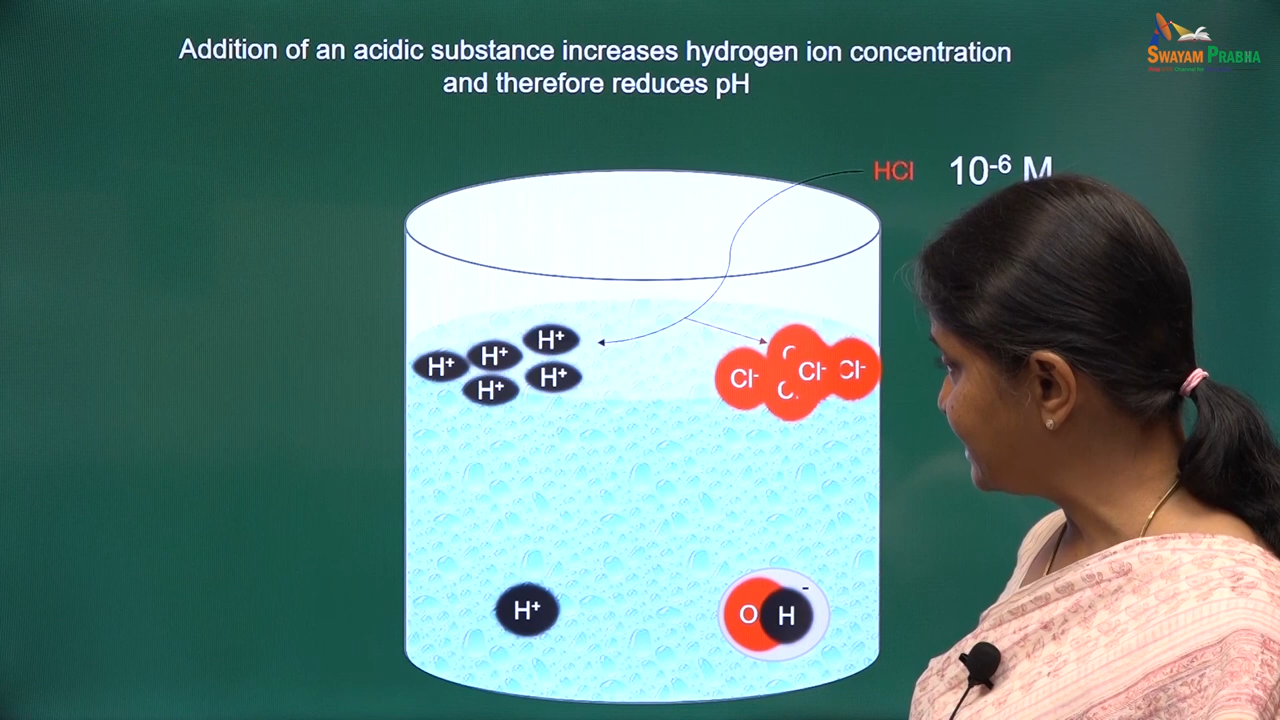 Addition of an acidic substance increases hydrogen ion concentration
and therefore reduces pH
SWAYAM PRABHA
HCl 10⁻⁶ M
H⁺
H⁺
H⁺
H⁺
H⁺
Cl⁻
C
Cl⁻
Cl⁻
C
H⁺
O H -